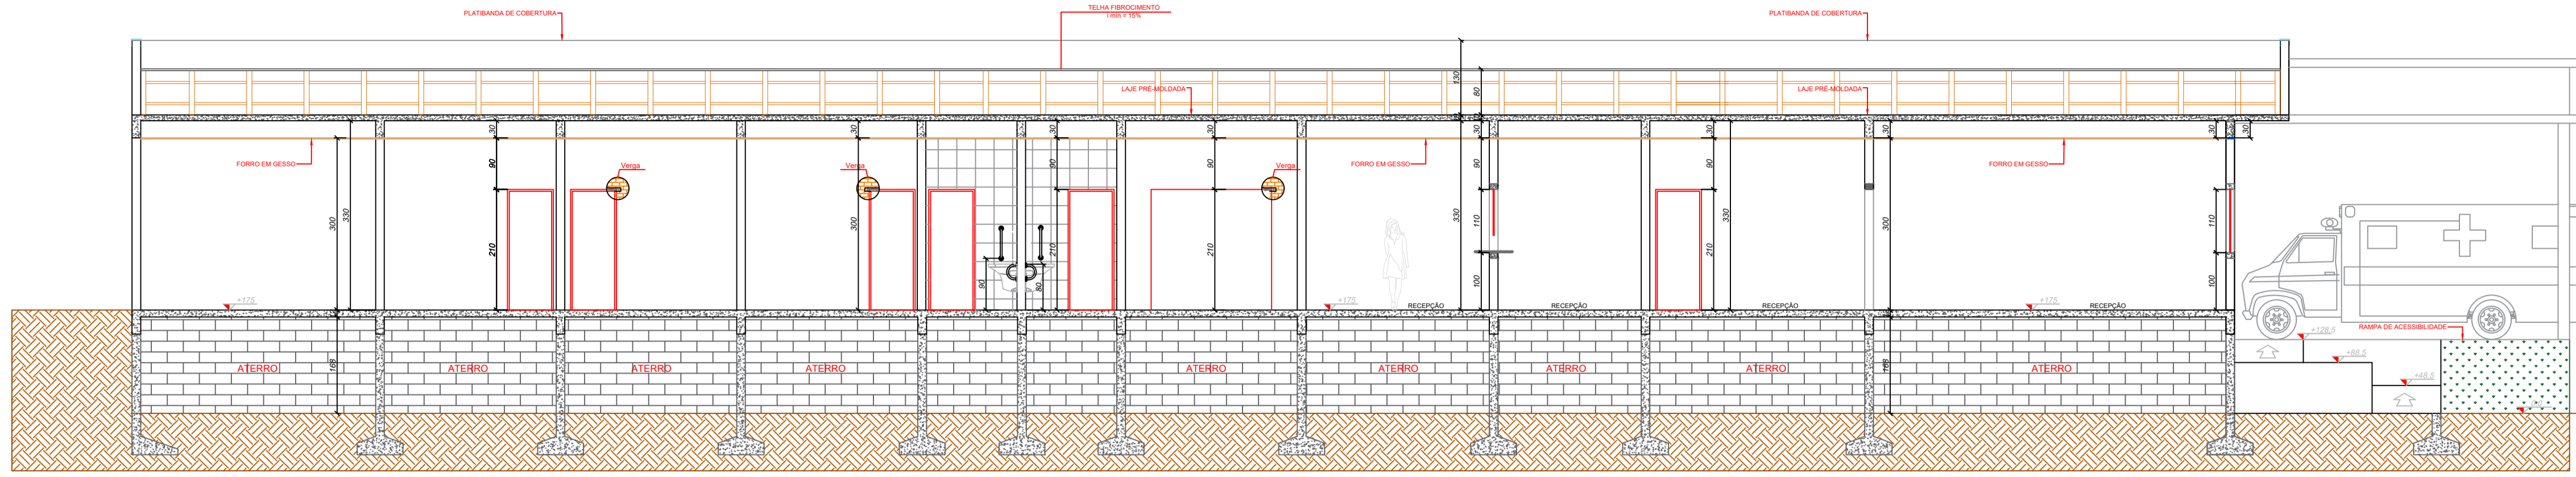 PLATIBANDA DE COBERTURA
TELHA FIBROCIMENTO
i mín = 15%
PLATIBANDA DE COBERTURA
130
80
LAJE PRÉ-MOLDADA
LAJE PRÉ-MOLDADA
30
30
30
30
30
30
30
30
30
FORRO EM GESSO
FORRO EM GESSO
FORRO EM GESSO
90
90
90
90
90
Verga
Verga
Verga
300
330
210
300
210
210
330
110
100
210
330
300
110
100
90
80
+175
+175
+175
RECEPÇÃO
RECEPÇÃO
RECEPÇÃO
RECEPÇÃO
RAMPA DE ACESSIBILIDADE
+128,5
+88,5
+48,5
168
168
ATERRO
ATERRO
ATERRO
ATERRO
ATERRO
ATERRO
ATERRO
ATERRO
ATERRO